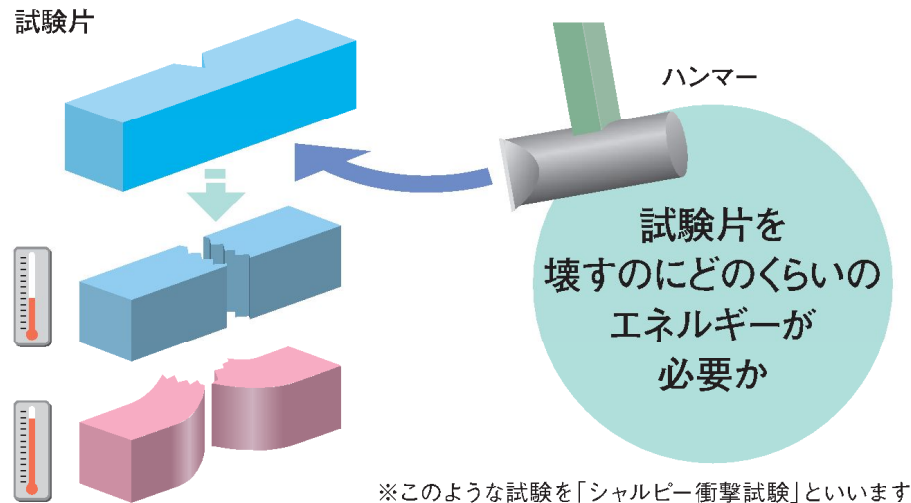 試験片
ハンマー
試験片を
壊すのにどのくらいの
エネルギーが
必要か
※このような試験を「シャルピー衝撃試験」といいます